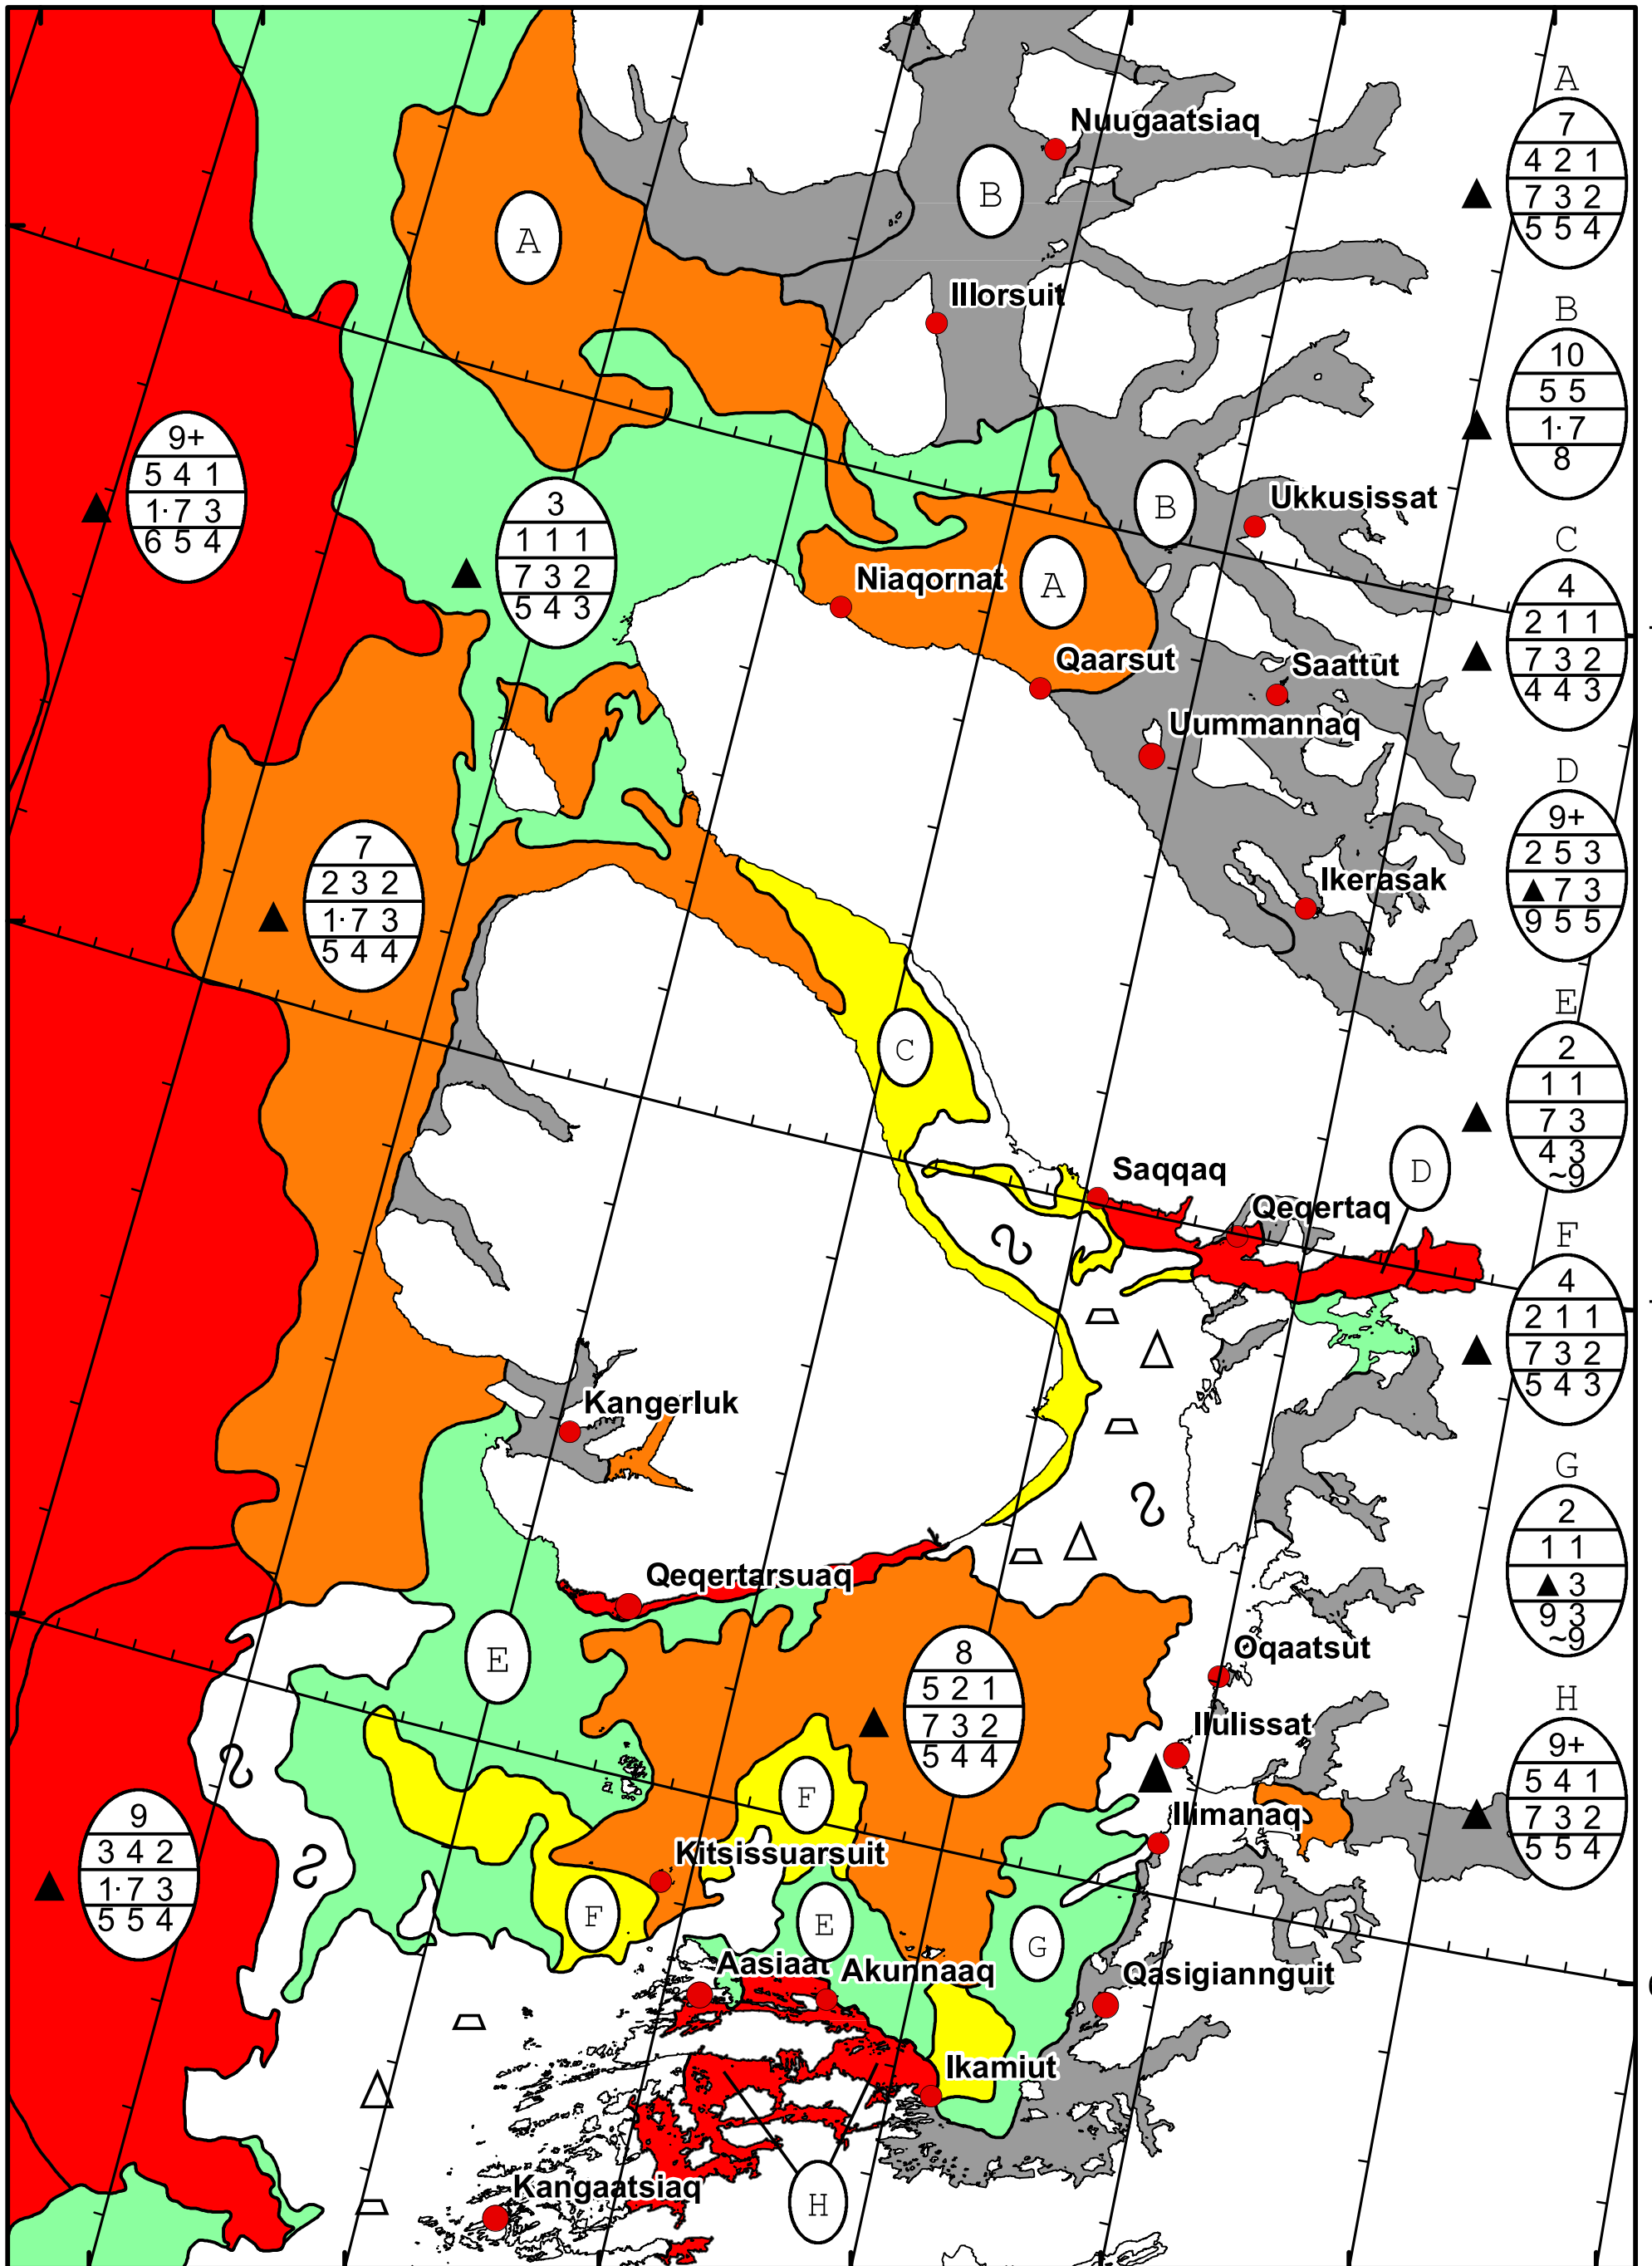 A
7
4 2 1
7 3 2
5 5 4
Nuugaatsiaq
B
A
Illorsuit
B
10
5 5
1· 7
8
9+
5 4 1
1· 7 3
6 5 4
3
1 1 1
7 3 2
5 4 3
B
Ukkusissat
Niaqornat
A
C
4
2 1 1
7 3 2
4 4 3
Qaarsut
Saattut
Uummannaq
7
2 3 2
1· 7 3
5 4 4
Ikerasak
D
9+
2 5 3
▲ 7 3
9 5 5
C
E
2
1 1
7 3
4 3
~9
D
Saqqaq
Qeqertaq
F
4
2 1 1
7 3 2
5 4 3
Kangerluk
G
2
1 1
▲ 3
9 3
~9
Qeqertarsuaq
E
8
5 2 1
7 3 2
5 4 4
Oqaatsut
Ilulissat
H
9+
5 4 1
7 3 2
5 5 4
F
Ilimanaq
9
3 4 2
1· 7 3
5 5 4
Kitsissuarsuit
F
E
G
Aasiaat
Akunnaaq
Qasigiannguit
Ikamiut
Kangaatsiaq
H